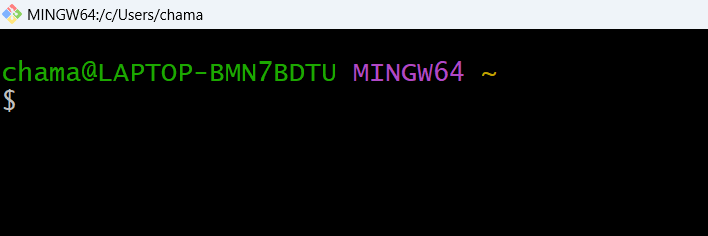 MINGW64:/c/Users/chama
chama@LAPTOP-BMN7BDTU MINGW64 ~
$